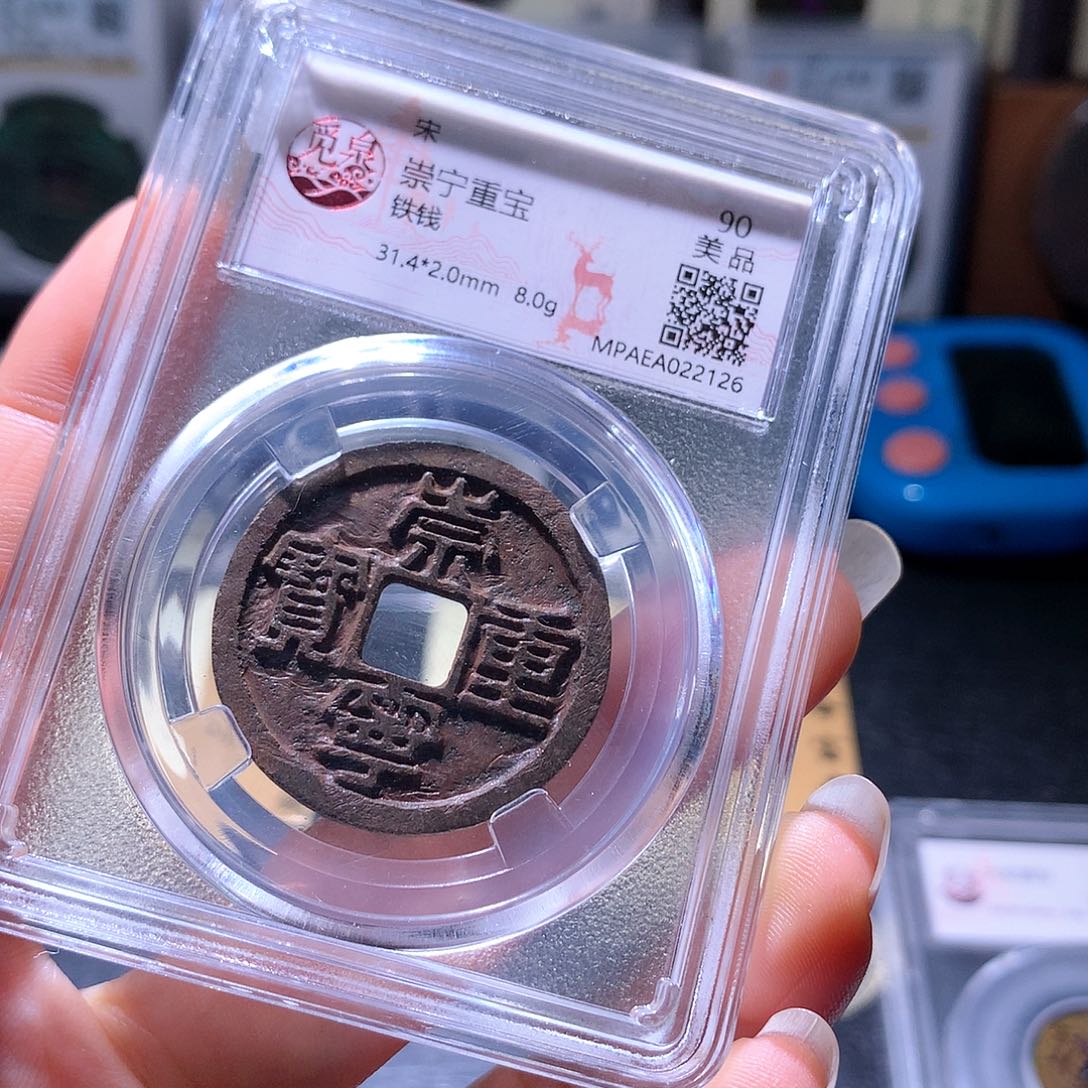 觅泉
宋
崇宁重宝
铁钱
31.4*2.0mm 8.0g
90
美品
MPAEA022126
崇
寶 重
寧